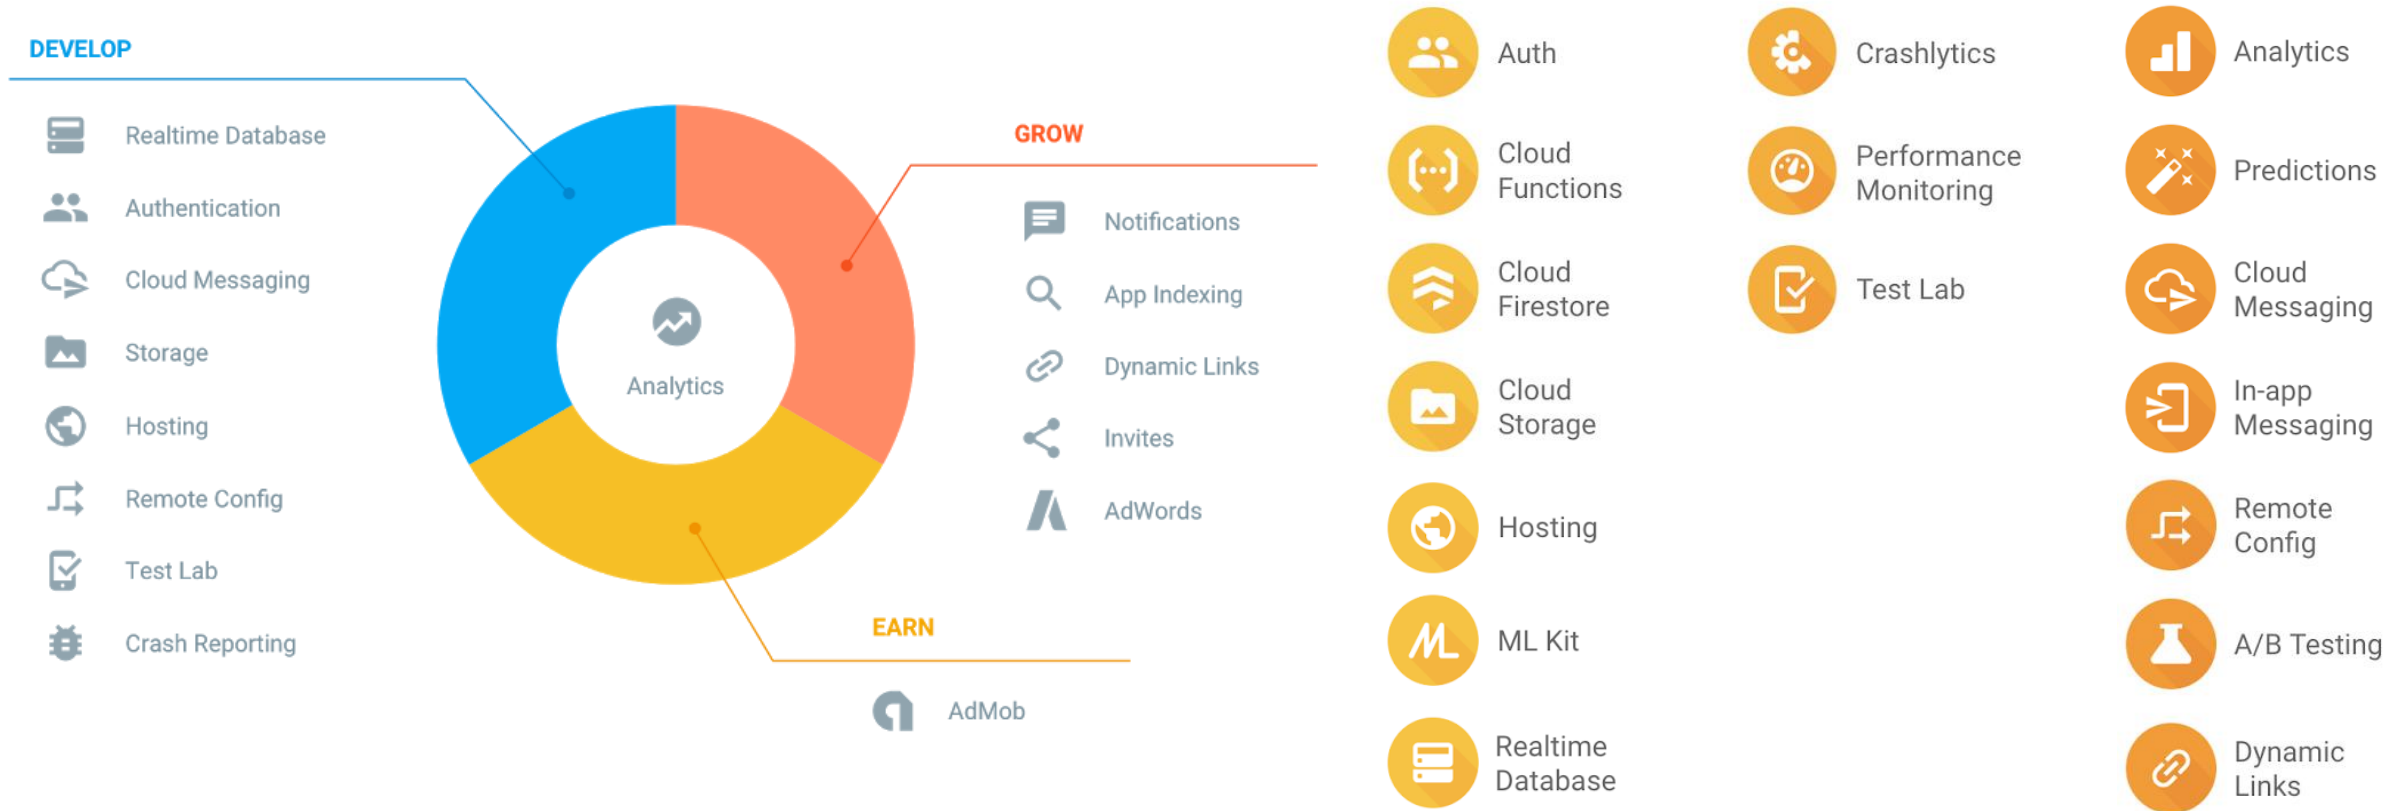 DEVELOP
Realtime Database
Authentication
Cloud Messaging
Storage
Hosting
Remote Config
Test Lab
Crash Reporting
Analytics
GROW
Notifications
App Indexing
Dynamic Links
Invites
AdWords
EARN
AdMob
Auth
Cloud
Functions
Cloud
Firestore
Cloud
Storage
Hosting
ML Kit
Realtime
Database
Crashlytics
Performance
Monitoring
Test Lab
Analytics
Predictions
Cloud
Messaging
In-app
Messaging
Remote
Config
A/B Testing
Dynamic
Links